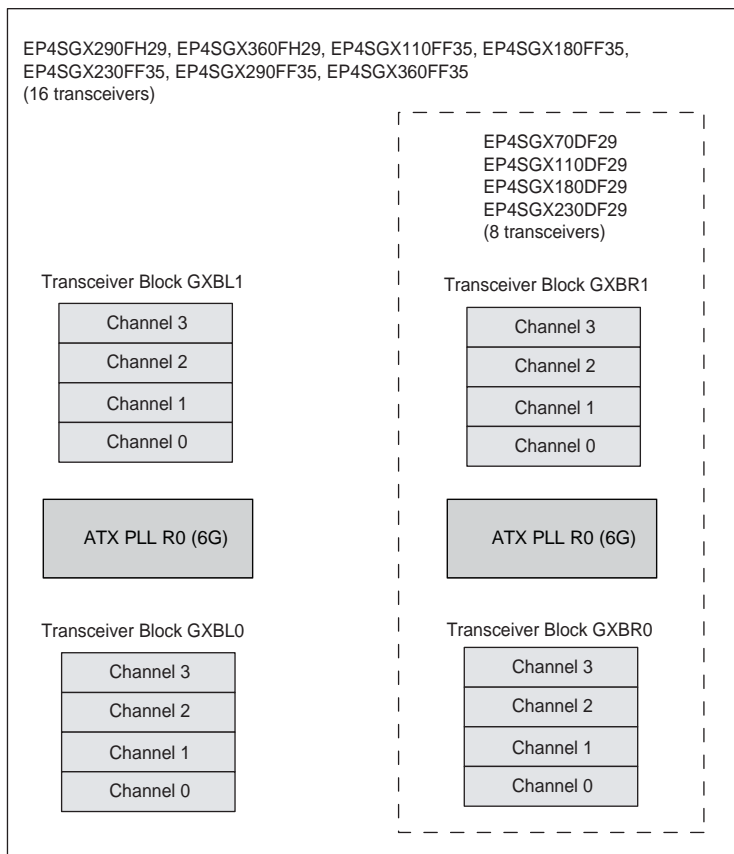 EP4SGX290FH29, EP4SGX360FH29, EP4SGX110FF35, EP4SGX180FF35,
EP4SGX230FF35, EP4SGX290FF35, EP4SGX360FF35
(16 transceivers)
EP4SGX70DF29
EP4SGX110DF29
EP4SGX180DF29
EP4SGX230DF29
(8 transceivers)
Transceiver Block GXBL1
Channel 3
Channel 2
Channel 1
Channel 0
ATX PLL R0 (6G)
Transceiver Block GXBL0
Channel 3
Channel 2
Channel 1
Channel 0
Transceiver Block GXBR1
Channel 3
Channel 2
Channel 1
Channel 0
ATX PLL R0 (6G)
Transceiver Block GXBR0
Channel 3
Channel 2
Channel 1
Channel 0